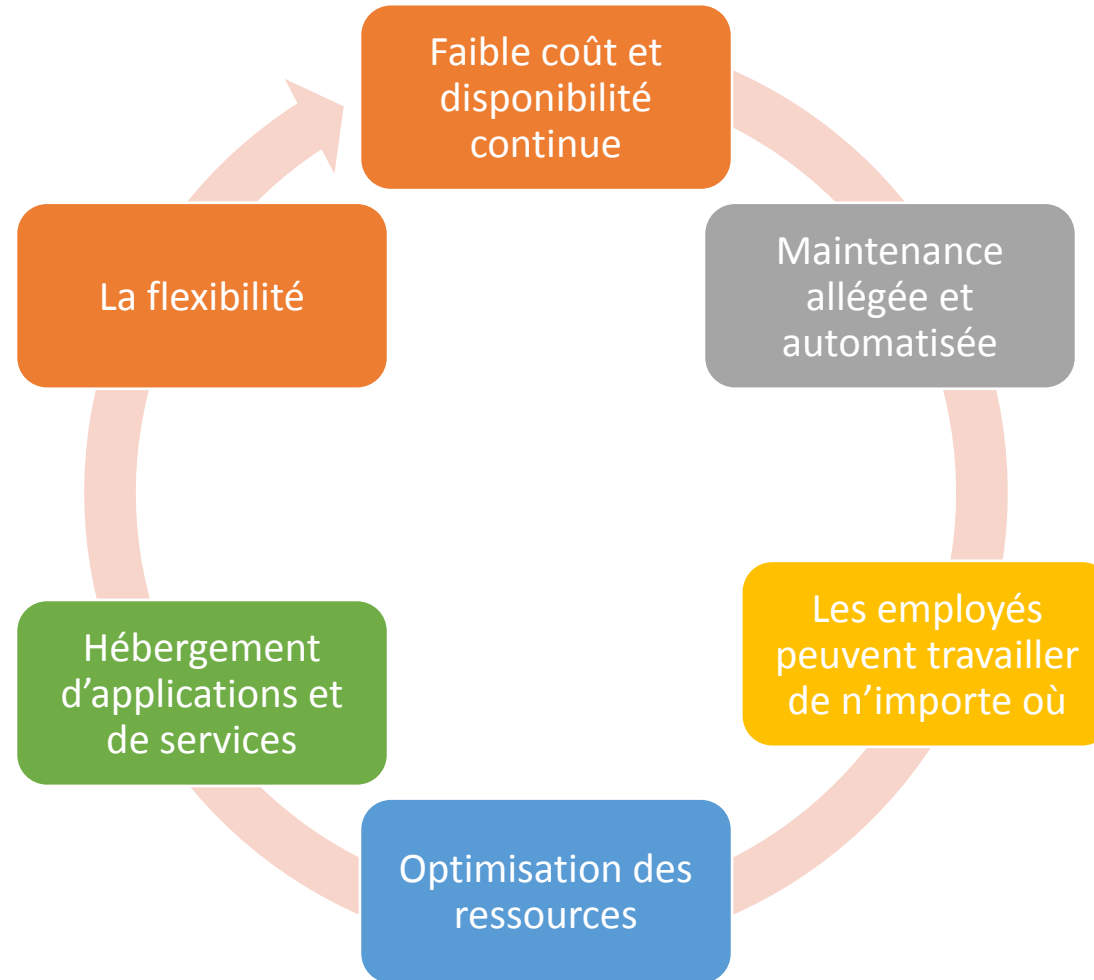 Faible coût et
disponibilité
continue
Maintenance
allégée et
automatisée
Les employés
peuvent travailler
de n’importe où
Optimisation des
ressources
Hébergement
d’applications et
de services
La flexibilité